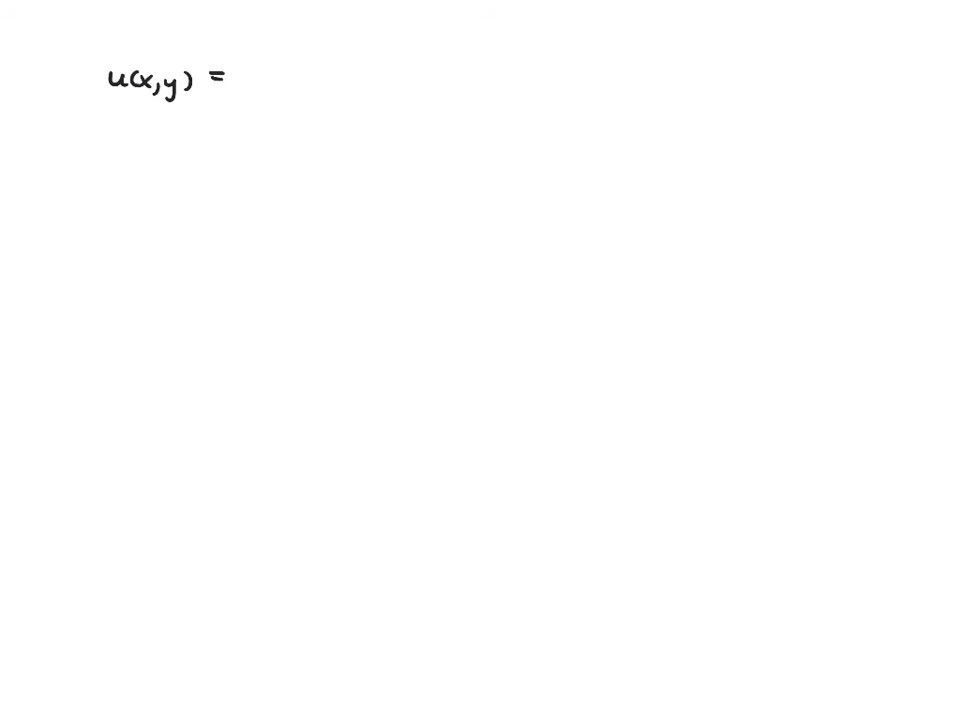 u(x,y) =